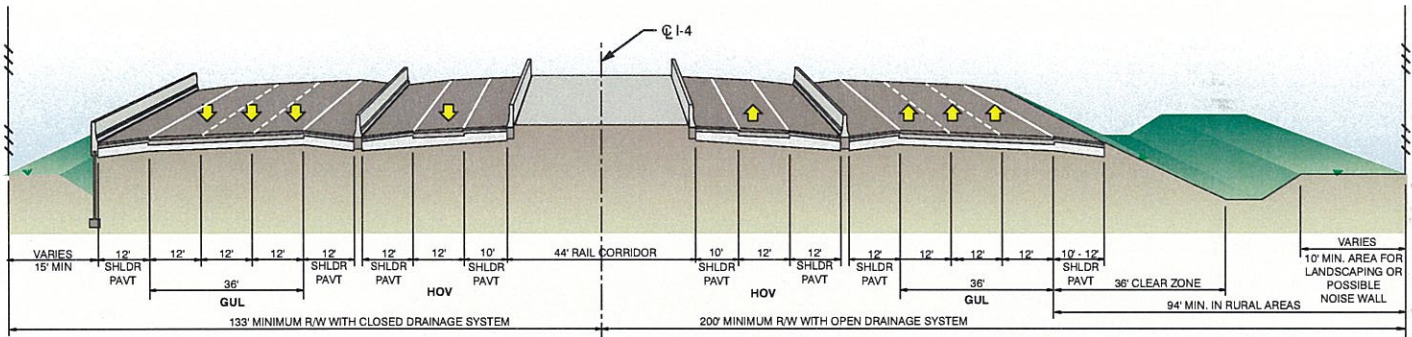 ℄ I-4
VARIES
15' MIN
12'
SHLDR
PAVT
12'
12'
12'
12'
SHLDR
PAVT
12'
SHLDR
PAVT
12'
10'
SHLDR
PAVT
44' RAIL CORRIDOR
10'
SHLDR
PAVT
12'
12'
SHLDR
PAVT
12'
SHLDR
PAVT
12'
12'
12'
10' - 12'
SHLDR
PAVT
VARIES
10' MIN. AREA FOR
LANDSCAPING OR
POSSIBLE
NOISE WALL
36'
GUL
HOV
HOV
36'
GUL
36' CLEAR ZONE
94' MIN. IN RURAL AREAS
133' MINIMUM R/W WITH CLOSED DRAINAGE SYSTEM
200' MINIMUM R/W WITH OPEN DRAINAGE SYSTEM